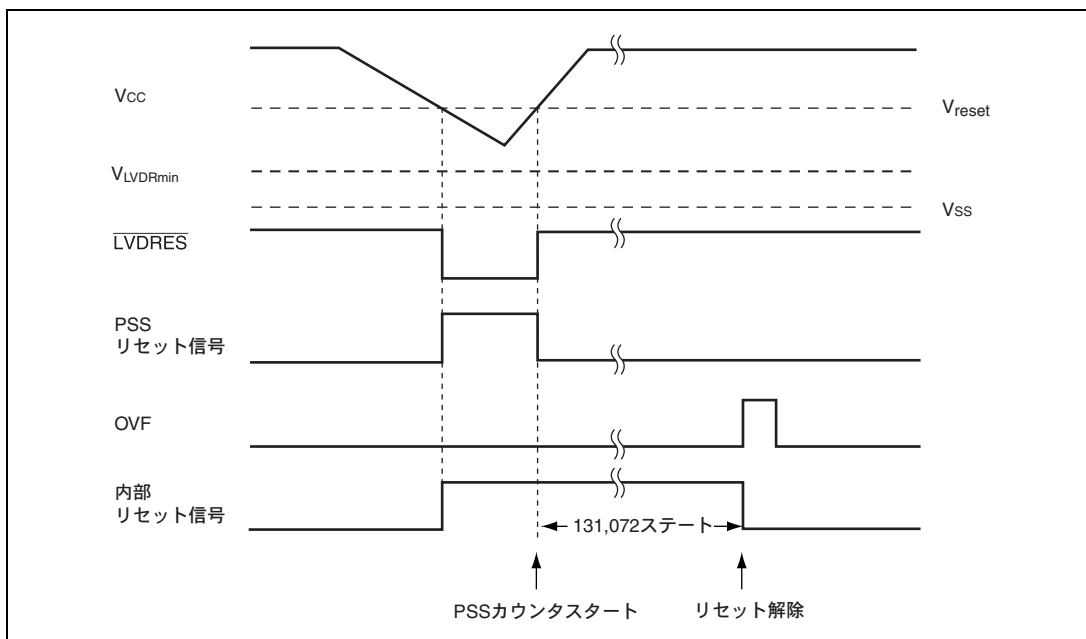 VCC
Vreset
VLVDRmin
VSS
LVDRES
PSS
リセット信号
OVF
内部
リセット信号
131,072ステート
PSSカウンタスタート
リセット解除